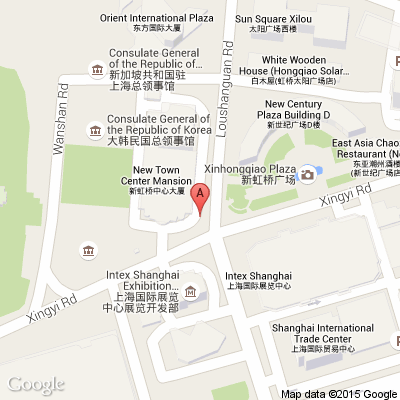 Orient International Plaza
东方国际大厦
Sun Square Xilou
太阳广场西楼
Consulate General
of the Republic of...
新加坡共和国驻
上海总领事馆
White Wooden
House (Hongqiao Solar...
白木屋(虹桥太阳广场店)
Wanshan Rd
Loushanguan Rd
Consulate General of
the Republic of Korea
大韩民国总领事馆
New Century
Plaza Building D
新世纪广场D楼
East Asia Chao
Restaurant (Ne
东亚潮州酒楼
(新世纪广场店
New Town
Center Mansion
新虹桥中心大厦
Xinhongqiao Plaza
新虹桥广场
A
Xingyi Rd
Intex Shanghai
Exhibition...
上海国际展览
中心展览开发部
Intex Shanghai
上海国际展览中心
Xingyi Rd
Shanghai International
Trade Center
上海国际贸易中心
Google
Map data ©2015 Google